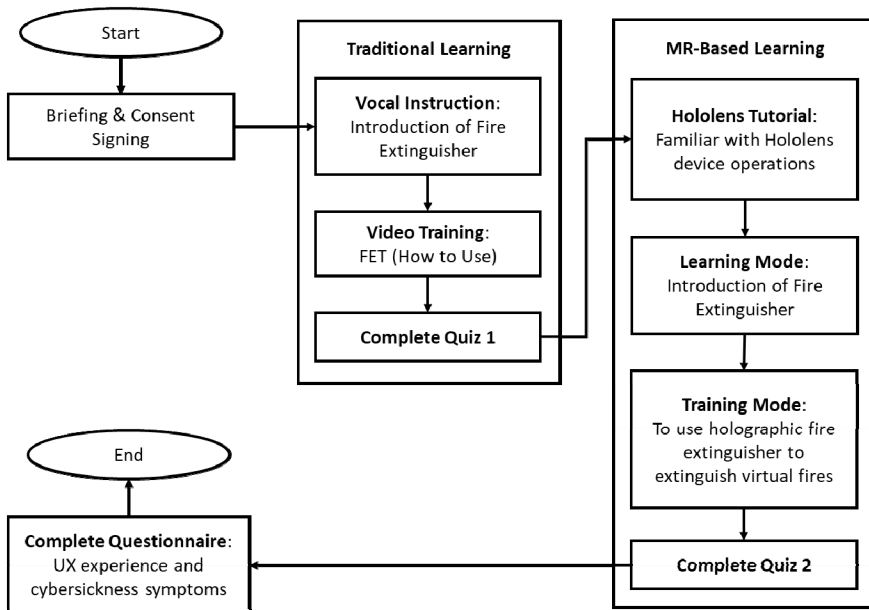 Start
Briefing & Consent
Signing
Traditional Learning
Vocal Instruction:
Introduction of Fire
Extinguisher
Video Training:
FET (How to Use)
Complete Quiz 1
MR-Based Learning
Hololens Tutorial:
Familiar with Hololens
device operations
Learning Mode:
Introduction of Fire
Extinguisher
Training Mode:
To use holographic fire
extinguisher to
extinguish virtual fires
Complete Quiz 2
Complete Questionnaire:
UX experience and
cybersickness symptoms
End